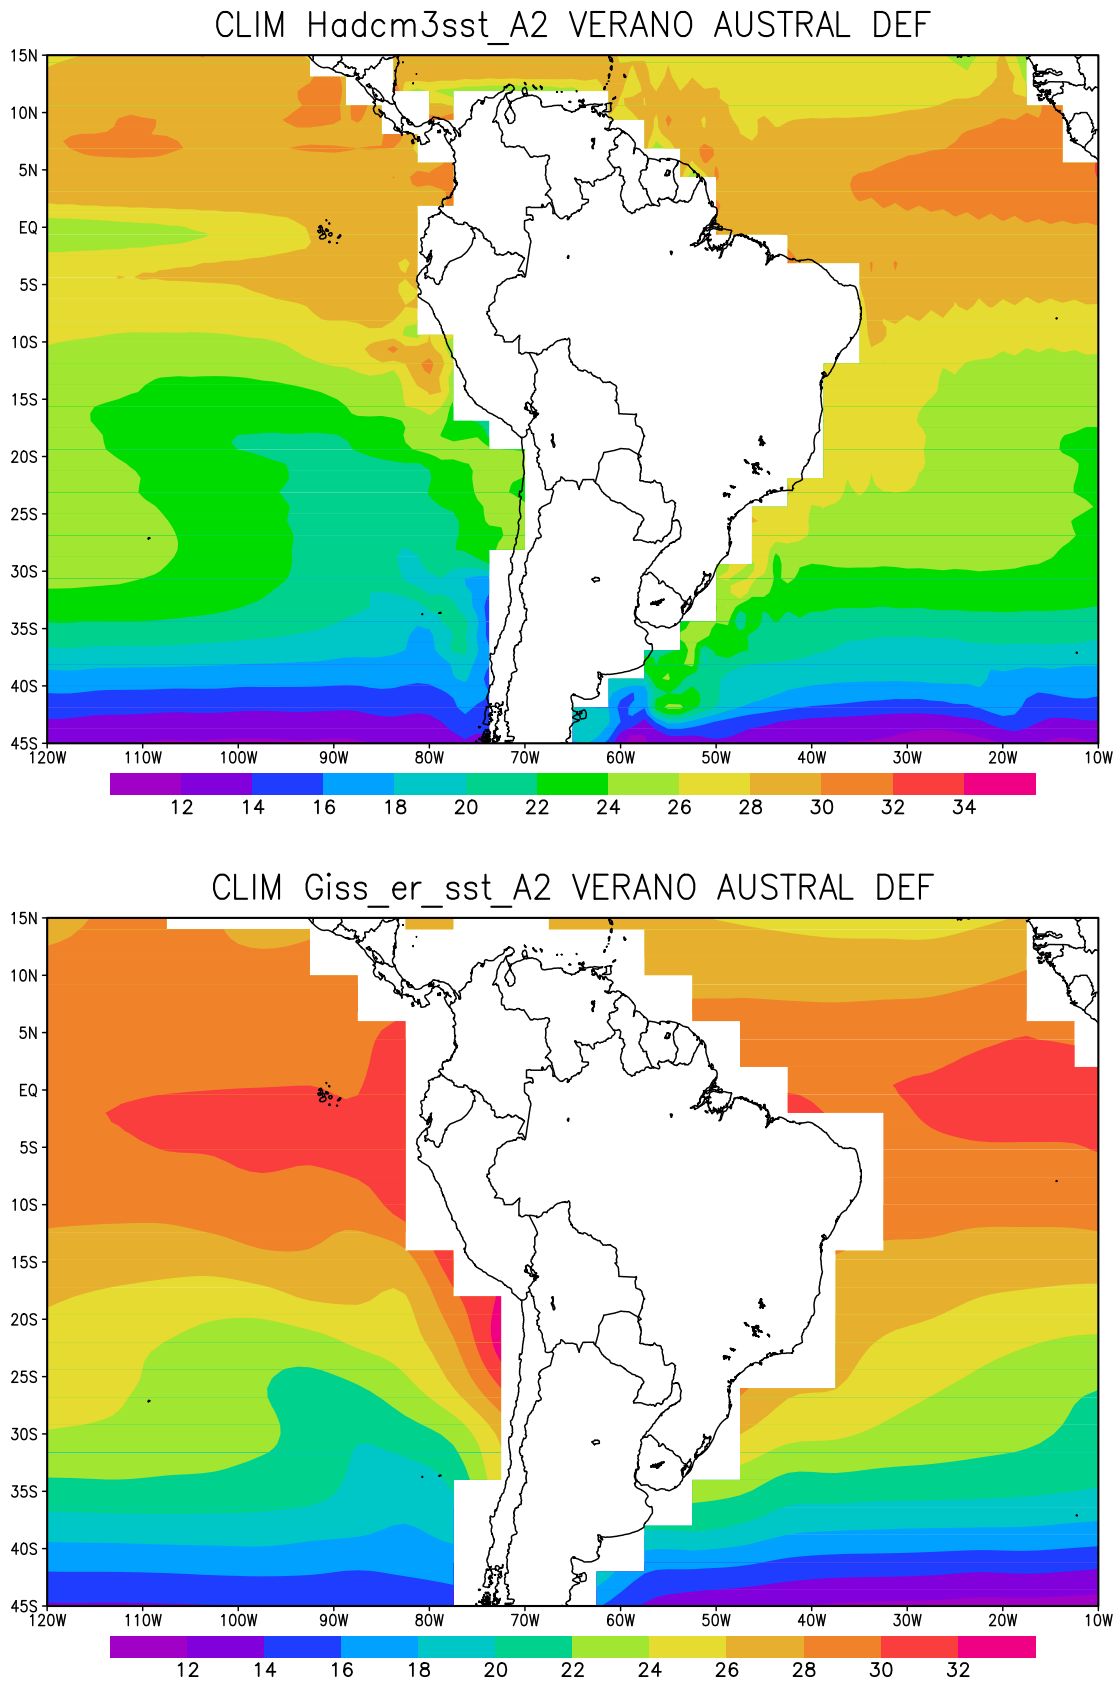 CLIM Hadcm3sst_A2 VERANO AUSTRAL DEF
15N
10N
5N
EQ
5S
10S
15S
20S
25S
30S
35S
40S
45S
120W 110W 100W 90W 80W 70W 60W 50W 40W 30W 20W 10W
12 14 16 18 20 22 24 26 28 30 32 34
CLIM Giss_er_sst_A2 VERANO AUSTRAL DEF
15N
10N
5N
EQ
5S
10S
15S
20S
25S
30S
35S
40S
45S
120W 110W 100W 90W 80W 70W 60W 50W 40W 30W 20W 10W
12 14 16 18 20 22 24 26 28 30 32